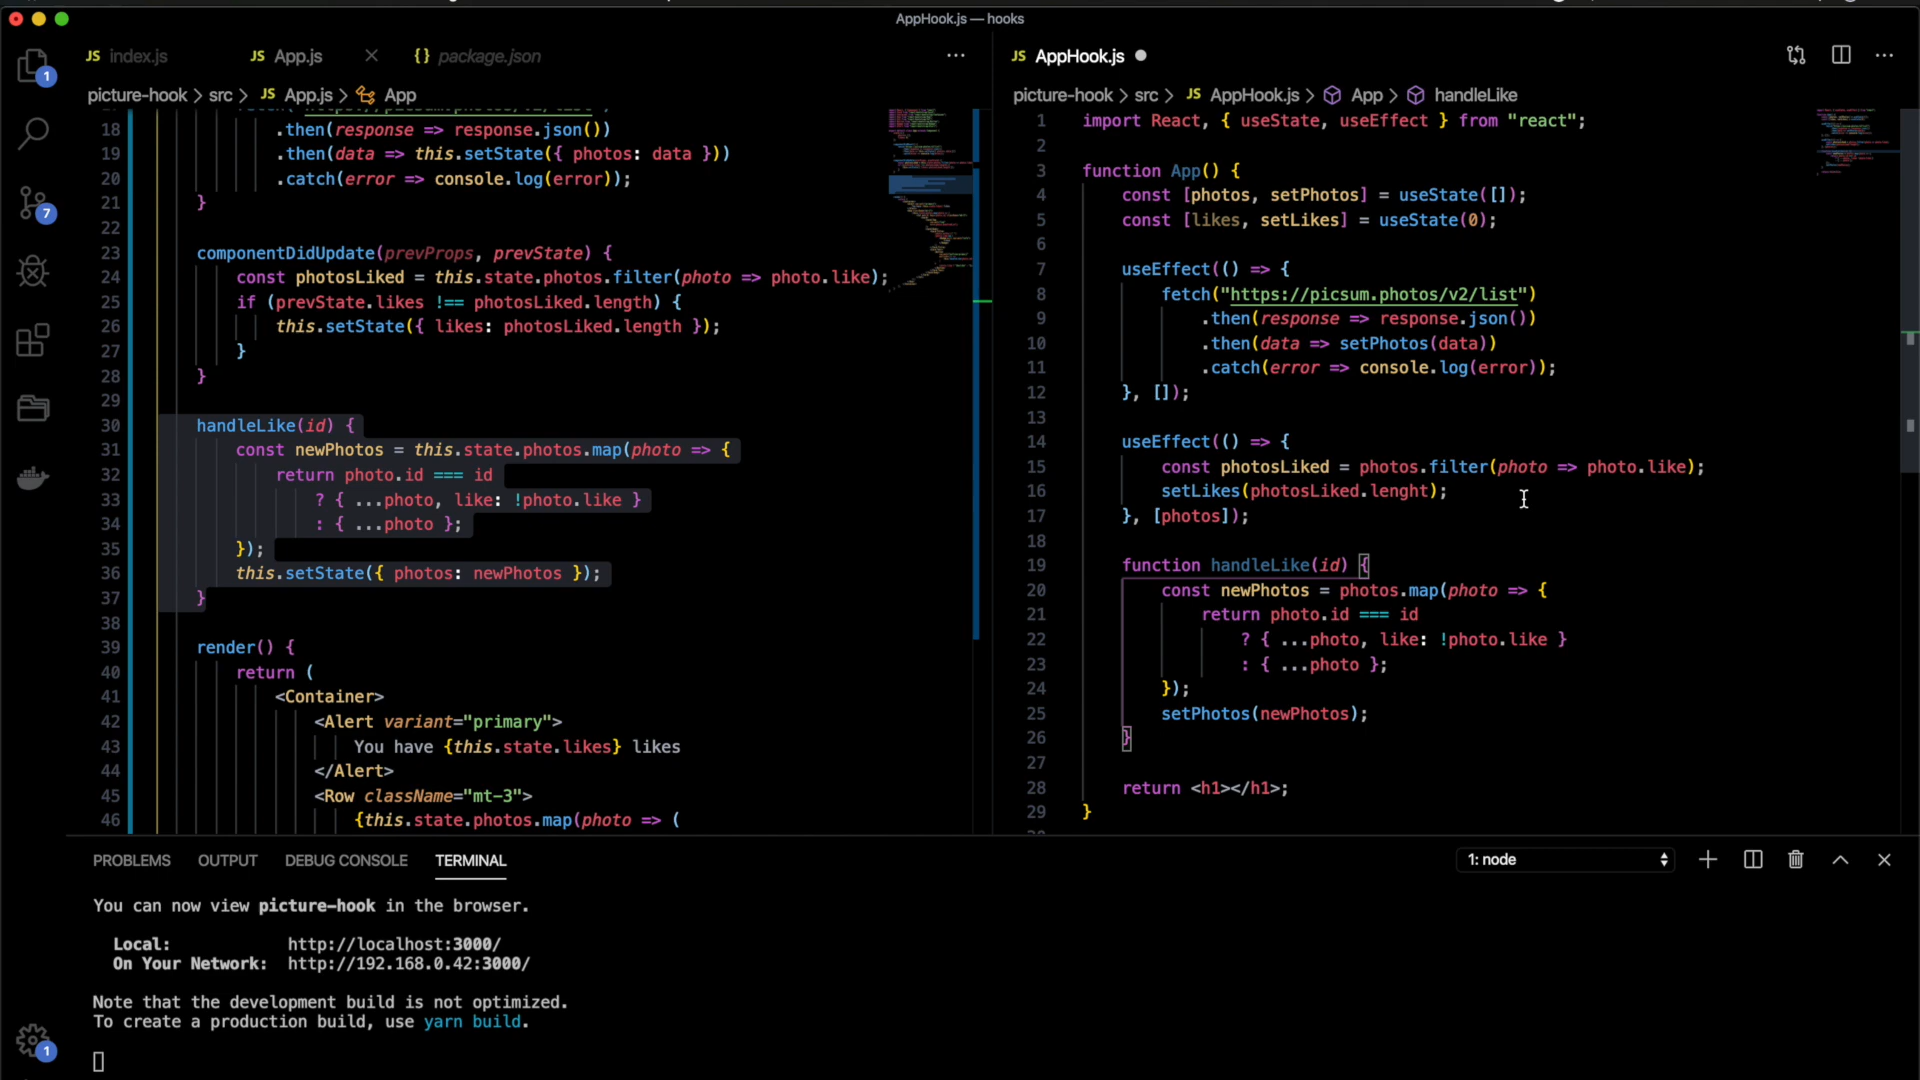 AppHook.js — hooks
JS index.js
JS App.js
{} package.json
picture-hook > src > JS App.js > App
18 .then(response => response.json())
19 .then(data => this.setState({ photos: data }))
20 .catch(error => console.log(error));
21 }
22
23 componentDidUpdate(prevProps, prevState) {
24 const photosLiked = this.state.photos.filter(photo => photo.like);
25 if (prevState.likes !== photosLiked.length) {
26 this.setState({ likes: photosLiked.length });
27 }
28 }
29
30 handleLike(id) {
31 const newPhotos = this.state.photos.map(photo => {
32 return photo.id === id
33 ? { ...photo, like: !photo.like }
34 : { ...photo };
35 });
36 this.setState({ photos: newPhotos });
37 }
38
39 render() {
40 return (
41 <Container>
42 <Alert variant="primary">
43 You have {this.state.likes} likes
44 </Alert>
45 <Row className="mt-3">
46 {this.state.photos.map(photo => (
JS AppHook.js
picture-hook > src > JS AppHook.js > App > handleLike
1 import React, { useState, useEffect } from "react";
2
3 function App() {
4 const [photos, setPhotos] = useState([]);
5 const [likes, setLikes] = useState(0);
6
7 useEffect(() => {
8 fetch("https://picsum.photos/v2/list")
9 .then(response => response.json())
10 .then(data => setPhotos(data))
11 .catch(error => console.log(error));
12 }, []);
13
14 useEffect(() => {
15 const photosLiked = photos.filter(photo => photo.like);
16 setLikes(photosLiked.lenght);
17 }, [photos]);
18
19 function handleLike(id) {
20 const newPhotos = photos.map(photo => {
21 return photo.id === id
22 ? { ...photo, like: !photo.like }
23 : { ...photo };
24 });
25 setPhotos(newPhotos);
26 }
27
28 return <h1></h1>;
29 }
1
7
1
PROBLEMS OUTPUT DEBUG CONSOLE TERMINAL
1: node
You can now view picture-hook in the browser.
Local: http://localhost:3000/
On Your Network: http://192.168.0.42:3000/
Note that the development build is not optimized.
To create a production build, use yarn build.